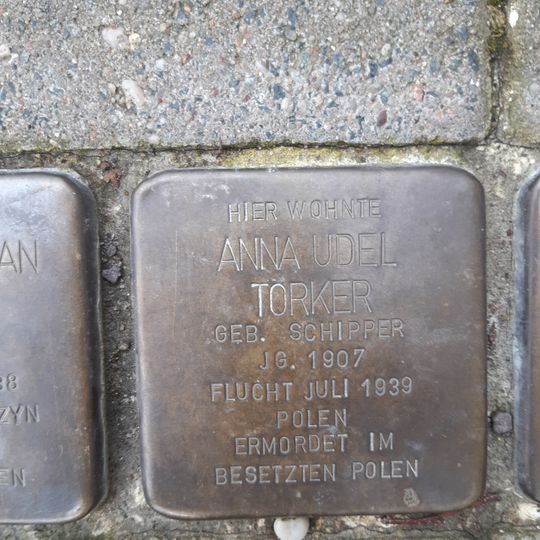 HIER WOHNTE
ANNA UDEL
TÖRKER
GEB. SCHIPPER
JG. 1907
FLUCHT JULI 1939
POLEN
ERMORDET IM
BESETZTEN POLEN